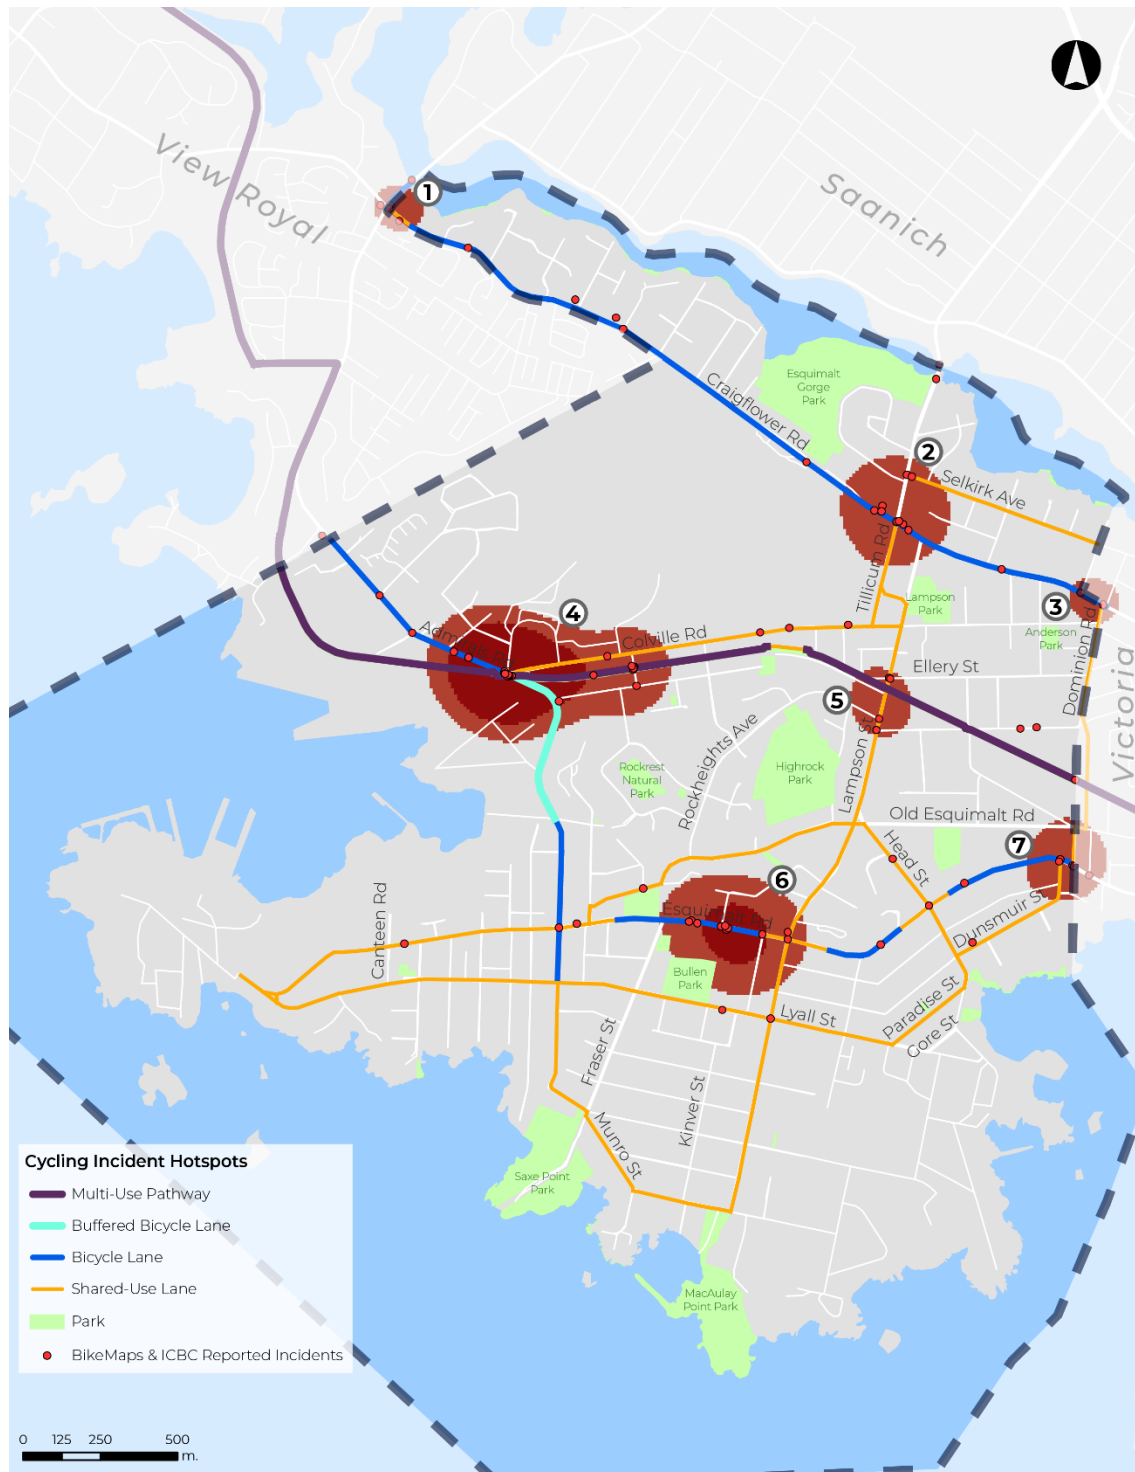 View Royal
Saanich
1
Esquimalt
Gorge
Park
Craigflower Rd
2
Selkirk Ave
Tillicum Rd
Lampson
Park
3
Anderson
Park
Dominion Rd
4
Admirals Rd
Colville Rd
Ellery St
5
Victoria
Rockheights Ave
Rockrest
Natural
Park
Highrock
Park
Lampson St
Old Esquimalt Rd
Head St
7
6
Esquimalt Rd
Dunsmuir St
Canteen Rd
Bullen
Park
Lyall St
Paradise St
Gore St
Fraser St
Kinver St
Munro St
Saxe Point
Park
MacAulay
Point Park
Cycling Incident Hotspots
Multi-Use Pathway
Buffered Bicycle Lane
Bicycle Lane
Shared-Use Lane
Park
BikeMaps & ICBC Reported Incidents
0 125 250 500
m.